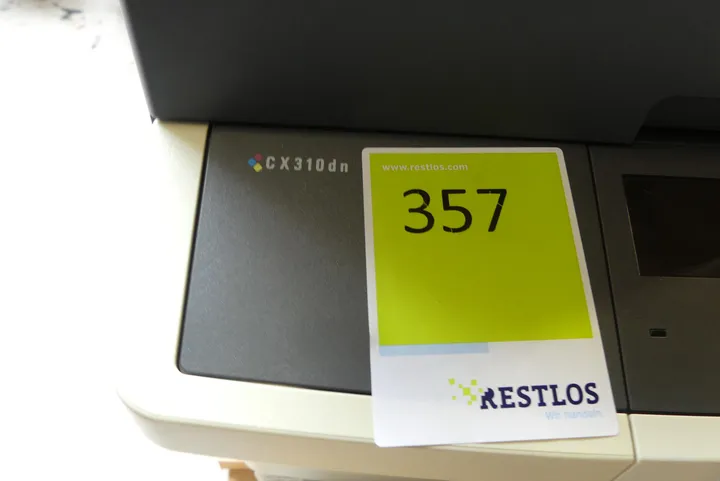 CX310dn
www.restlos.com
357
RESTLOS
Wir handeln.